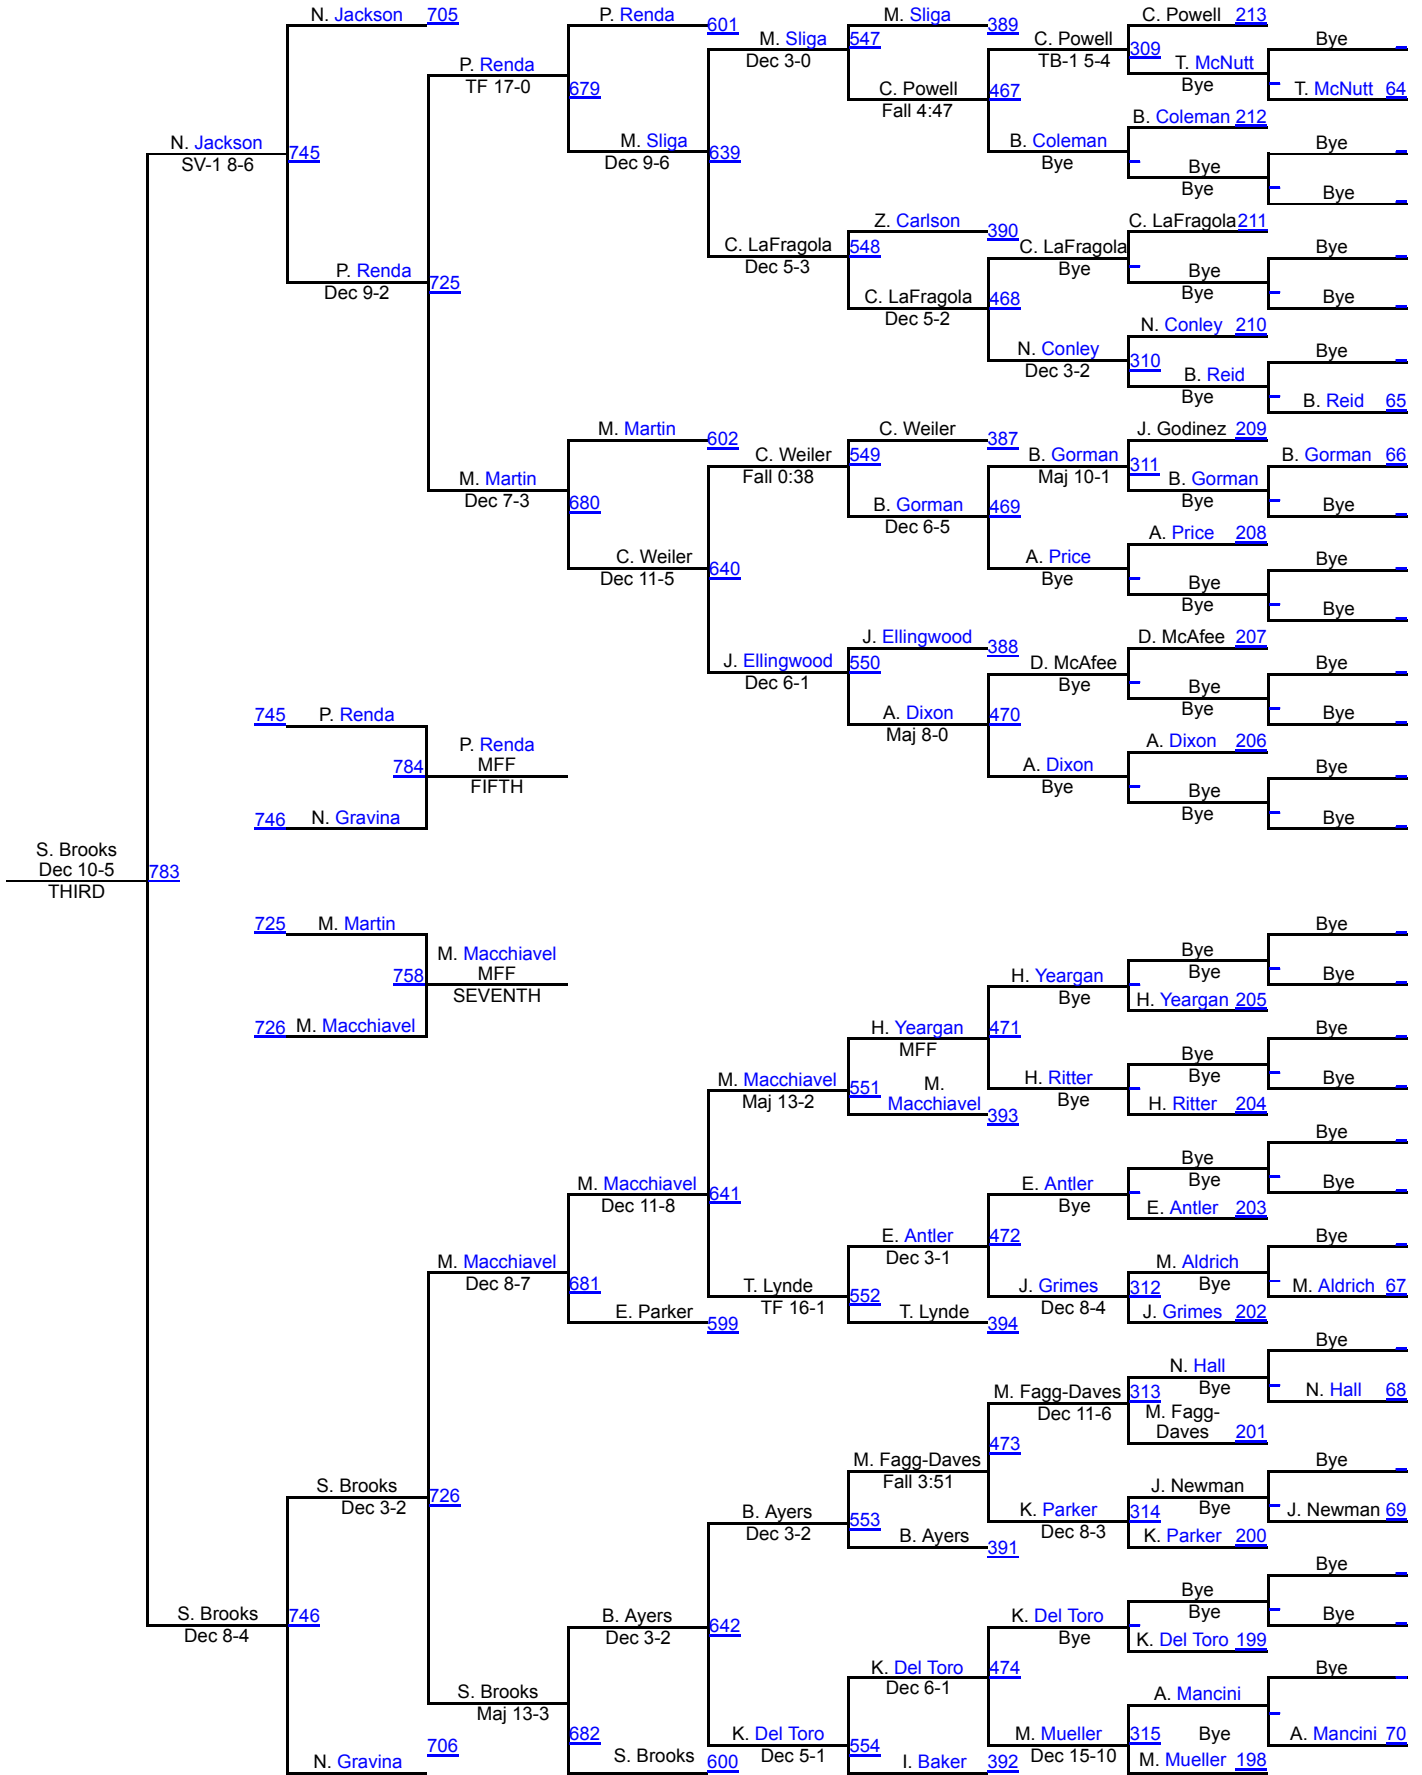 N. Jackson 705
P. Renda
601
M. Sliga
389
C. Powell 213
M. Sliga 547
Dec 3-0
C. Powell
TB-1 5-4
309
Bye
P. Renda
TF 17-0
679
T. McNutt
Bye
T. McNutt 64
C. Powell 467
Fall 4:47
B. Coleman 212
N. Jackson
SV-1 8-6
745
M. Sliga
Dec 9-6
639
B. Coleman
Bye
Bye
Bye
Bye
Bye
Z. Carlson
390
C. LaFragola 211
C. LaFragola
Dec 5-3
548
C. LaFragola
Bye
Bye
P. Renda
Dec 9-2
725
Bye
Bye
Bye
C. LaFragola 468
Dec 5-2
N. Conley 210
N. Conley
Dec 3-2
310
Bye
B. Reid
Bye
B. Reid 65
M. Martin
602
C. Weiler
387
J. Godinez 209
C. Weiler 549
Fall 0:38
B. Gorman
Maj 10-1
311
B. Gorman 66
M. Martin
Dec 7-3
680
B. Gorman
Bye
B. Gorman 469
Dec 6-5
Bye
A. Price 208
C. Weiler
Dec 11-5
640
A. Price
Bye
Bye
Bye
Bye
Bye
J. Ellingwood
388
D. McAfee 207
J. Ellingwood 550
Dec 6-1
D. McAfee
Bye
Bye
Bye
Bye
Bye
745 P. Renda
A. Dixon 470
Maj 8-0
A. Dixon 206
P. Renda
784 MFF
FIFTH
A. Dixon
Bye
Bye
Bye
Bye
746 N. Gravina
Bye
S. Brooks
Dec 10-5
THIRD
783
725 M. Martin
Bye
M. Macchiavel
758 MFF
SEVENTH
Bye
Bye
Bye
H. Yeargan
Bye
H. Yeargan 205
726 M. Macchiavel
H. Yeargan 471
MFF
Bye
Bye
Bye
Bye
M. Macchiavel
Maj 13-2
551
M.
Macchiavel
393
H. Ritter
Bye
H. Ritter 204
Bye
Bye
Bye
Bye
M. Macchiavel
Dec 11-8
641
E. Antler
Bye
E. Antler 203
E. Antler 472
Dec 3-1
Bye
M. Macchiavel
Dec 8-7
681
M. Aldrich
Bye
M. Aldrich 67
T. Lynde
TF 16-1
552
J. Grimes
Dec 8-4
312
J. Grimes 202
E. Parker
599
T. Lynde
394
Bye
N. Hall
Bye
N. Hall 68
M. Fagg-Daves
Dec 11-6
313
M. Fagg-
Daves 201
473
M. Fagg-Daves
Fall 3:51
Bye
S. Brooks
Dec 3-2
726
J. Newman
Bye
J. Newman 69
B. Ayers
Dec 3-2
553
B. Ayers
391
K. Parker
Dec 8-3
314
K. Parker 200
Bye
Bye
Bye
Bye
S. Brooks
Dec 8-4
746
B. Ayers
Dec 3-2
642
K. Del Toro
Bye
K. Del Toro 199
K. Del Toro 474
Dec 6-1
Bye
S. Brooks
Maj 13-3
682
A. Mancini
Bye
A. Mancini 70
K. Del Toro
Dec 5-1
554
M. Mueller
Dec 15-10
315
N. Gravina 706
S. Brooks 600
I. Baker 392
M. Mueller 198